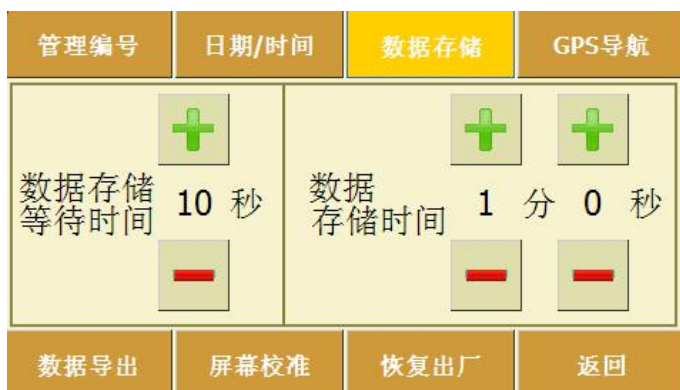 管理编号 日期/时间 数据存储 GPS导航
数据存储
等待时间 10 秒
数据
存储时间 1 分 0 秒
数据导出 屏幕校准 恢复出厂 返回